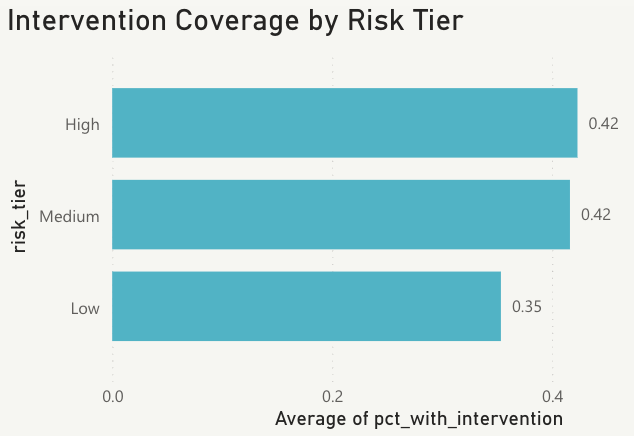 Intervention Coverage by Risk Tier
High
0.42
Medium
0.42
Low
0.35
risk_tier
0.0
0.2
0.4
Average of pct_with_intervention